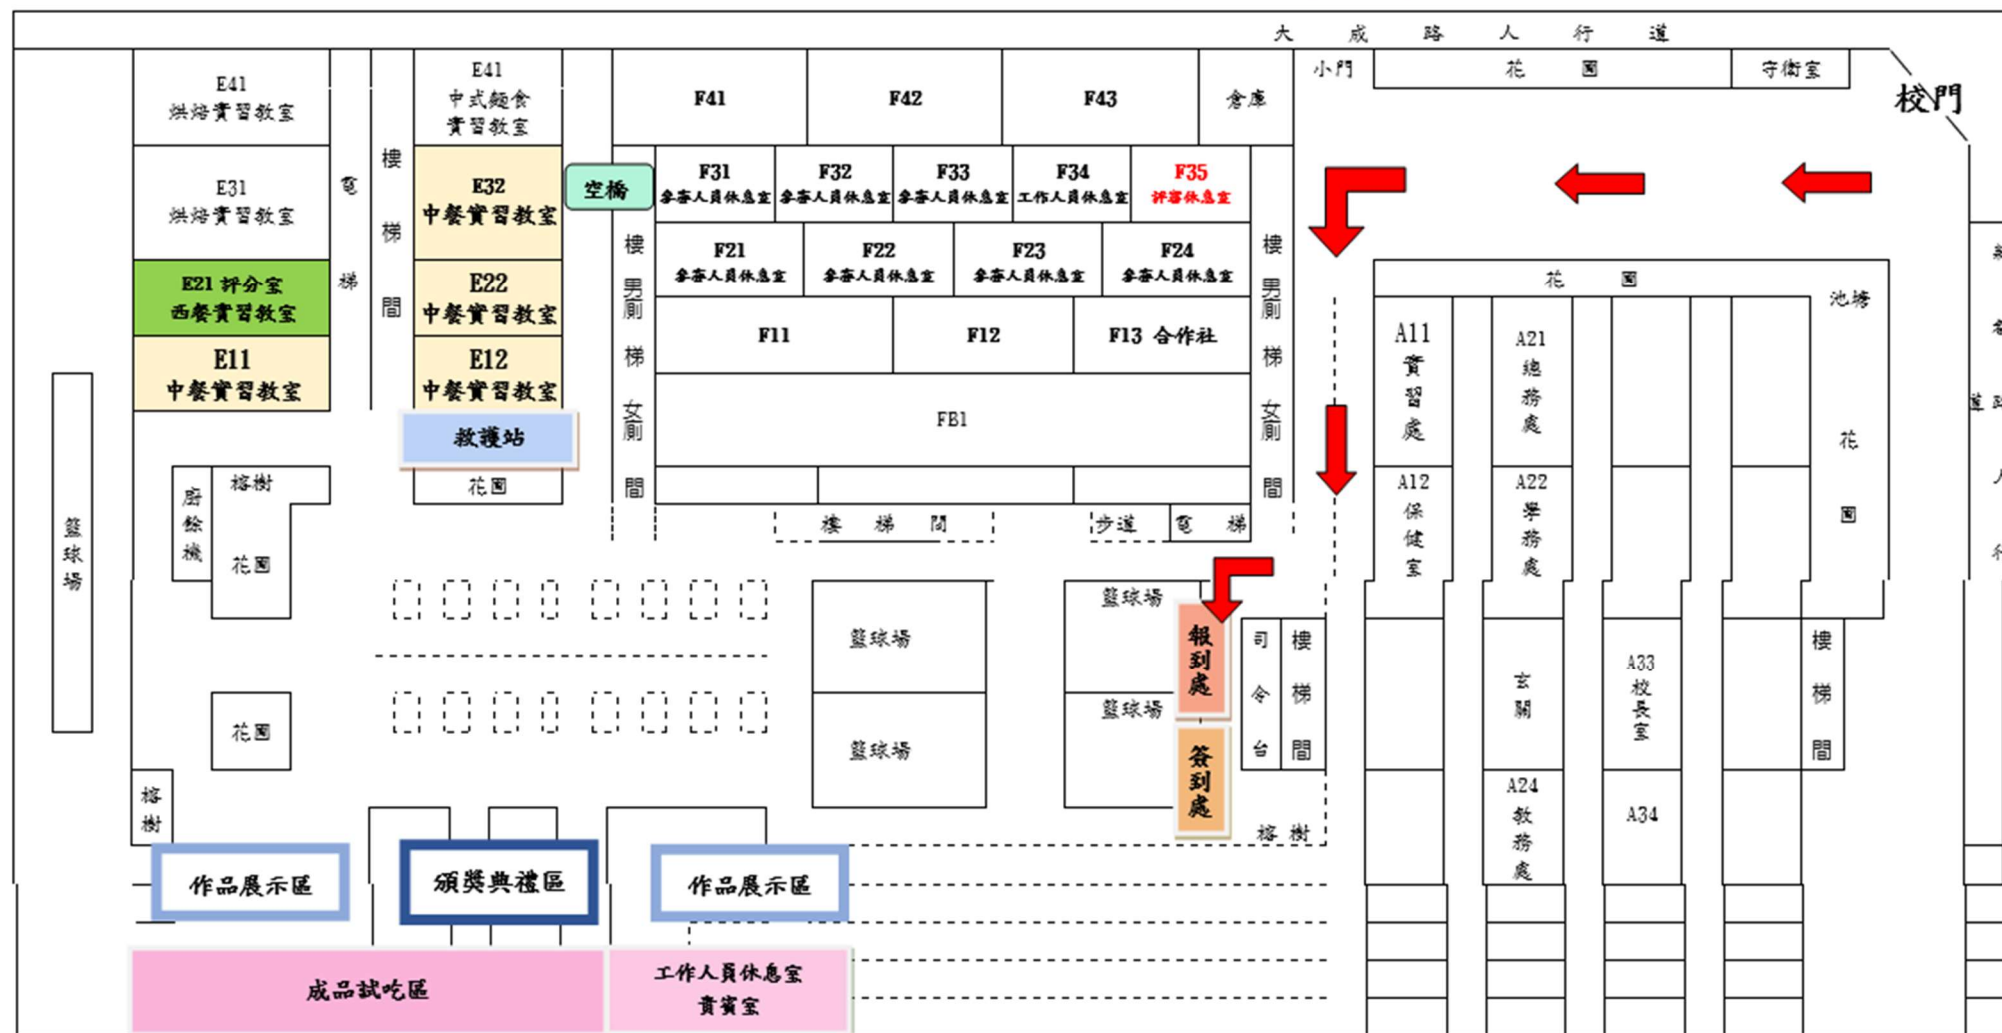 大成路人行道
E41
烘焙實習教室
E41
中式麵食
實習教室
F41
F42
F43
倉庫
小門
花園
守衛室
校門
E31
烘焙實習教室
電梯
樓梯間
E32
中餐實習教室
空橋
F31
參賽人員休息室
F32
參賽人員休息室
F33
參賽人員休息室
F34
工作人員休息室
F35
評審休息室
E21 評分室
西餐實習教室
E22
中餐實習教室
樓梯間
男廁
女廁
F21
參賽人員休息室
F22
參賽人員休息室
F23
參賽人員休息室
F24
參賽人員休息室
樓梯間
男廁
女廁
花園
池塘
E11
中餐實習教室
E12
中餐實習教室
F11
F12
F13 合作社
A11
實習處
A21
總務處
花園
救護站
FB1
籃球場
廚餘機
榕樹
花園
花園
樓梯間
步道
電梯
A12
保健室
A22
學務處
籃球場
籃球場
報到處
司令台
樓梯間
玄關
A33
校長室
樓梯間
花園
籃球場
籃球場
簽到處
榕樹
榕樹
A24
教務處
A34
作品展示區
頒獎典禮區
作品展示區
成品試吃區
工作人員休息室
貴賓室